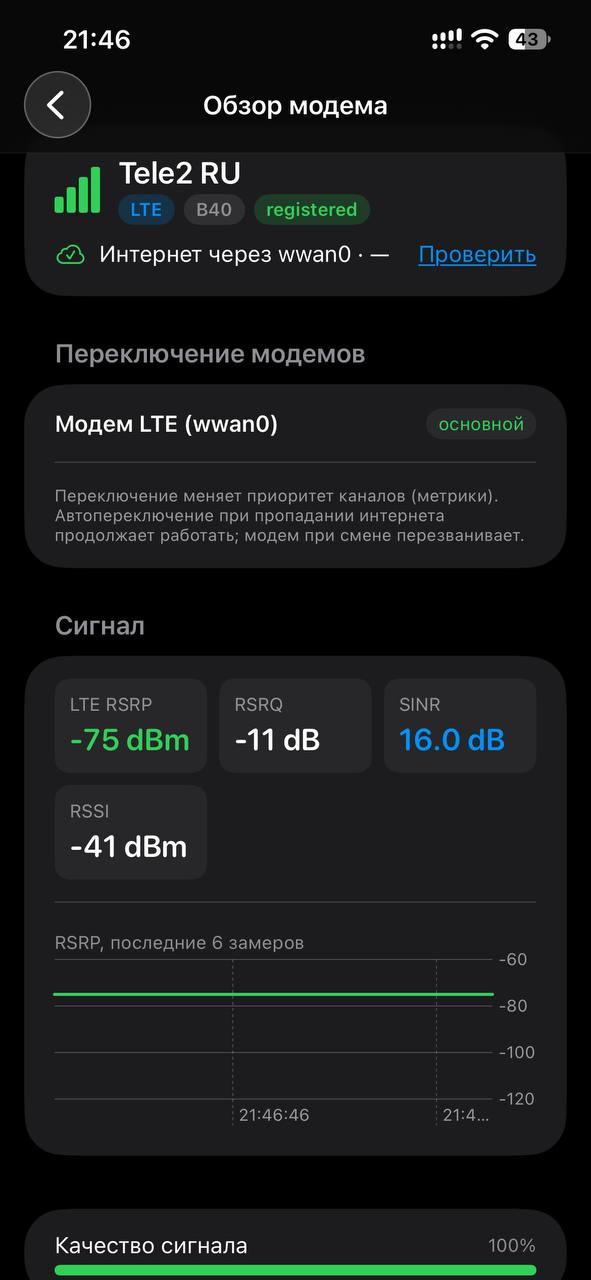 21:46
43
Обзор модема
Tele2 RU
LTE B40 registered
Интернет через wwan0 · — Проверить
Переключение модемов
Модем LTE (wwan0) основной
Переключение меняет приоритет каналов (метрики).
Автопереключение при пропадании интернета
продолжает работать; модем при смене перезванивает.
Сигнал
LTE RSRP RSRQ SINR
-75 dBm -11 dB 16.0 dB
RSSI
-41 dBm
RSRP, последние 6 замеров
-60
-80
-100
-120
21:46:46 21:4...
Качество сигнала 100%